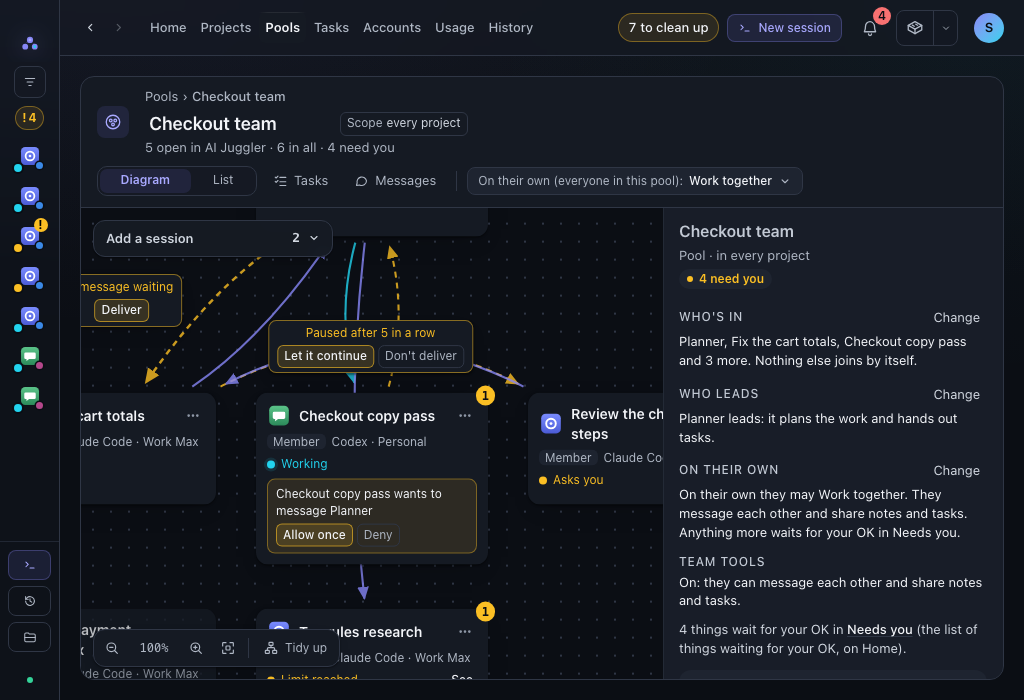 Home Projects Pools Tasks Accounts Usage History
7 to clean up
New session
4
S
!4
!
Pools › Checkout team
Checkout team
Scope every project
5 open in AI Juggler · 6 in all · 4 need you
Diagram List Tasks Messages
On their own (everyone in this pool): Work together
Add a session 2
message waiting
Deliver
Paused after 5 in a row
Let it continue Don't deliver
cart totals
Code · Work Max
1
Checkout copy pass
Member Codex · Personal
Working
Checkout copy pass wants to
message Planner
Allow once Deny
Review the
steps
Member Claude
Asks you
1
research
Code · Work Max
Limit reached
Code · Work Max
100% Tidy up
Checkout team
Pool · in every project
4 need you
WHO'S IN Change
Planner, Fix the cart totals, Checkout copy pass
and 3 more. Nothing else joins by itself.
WHO LEADS Change
Planner leads: it plans the work and hands out
tasks.
ON THEIR OWN Change
On their own they may Work together. They
message each other and share notes and tasks.
Anything more waits for your OK in Needs you.
TEAM TOOLS
On: they can message each other and share notes
and tasks.
4 things wait for your OK in Needs you (the list of
things waiting for your OK, on Home).